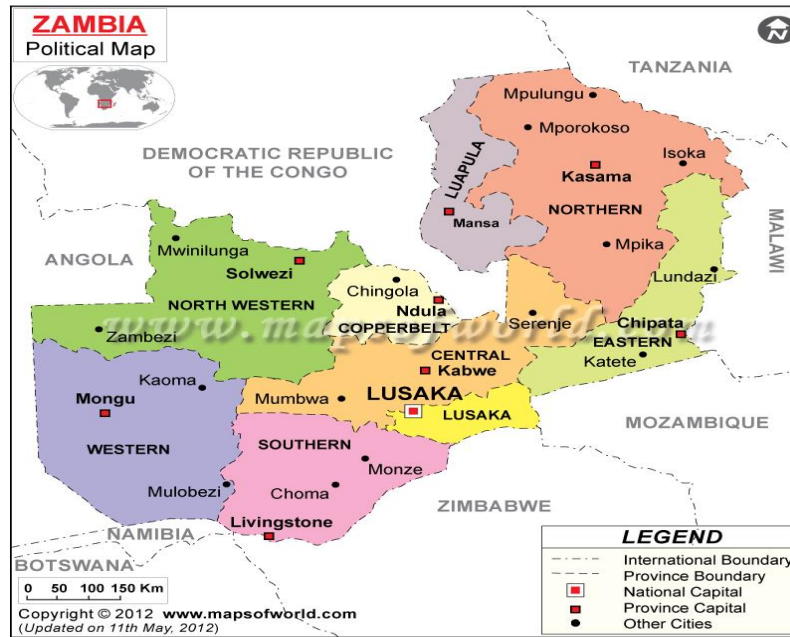 ZAMBIA
Political Map
N
TANZANIA
Mpulungu
Mporokoso
DEMOCRATIC REPUBLIC
OF THE CONGO
LUAPULA
Isoka
Kasama
NORTHERN
Mansa
MALAWI
Mwinilunga
ANGOLA
Solwezi
Mpika
Lundazi
Chingola
NORTH WESTERN
Ndula
Serenje
Chipata
COPPERBELT
www.mapsofworld.com
Zambezi
EASTERN
CENTRAL
Katete
Kabwe
Kaoma
Mongu
Mumbwa
LUSAKA
LUSAKA
MOZAMBIQUE
WESTERN
SOUTHERN
Monze
Mulobezi
Choma
ZIMBABWE
Livingstone
NAMIBIA
BOTSWANA
LEGEND
International Boundary
Province Boundary
National Capital
Province Capital
Other Cities
0 50 100 150 Km
Copyright © 2012 www.mapsofworld.com
(Updated on 11th May, 2012)